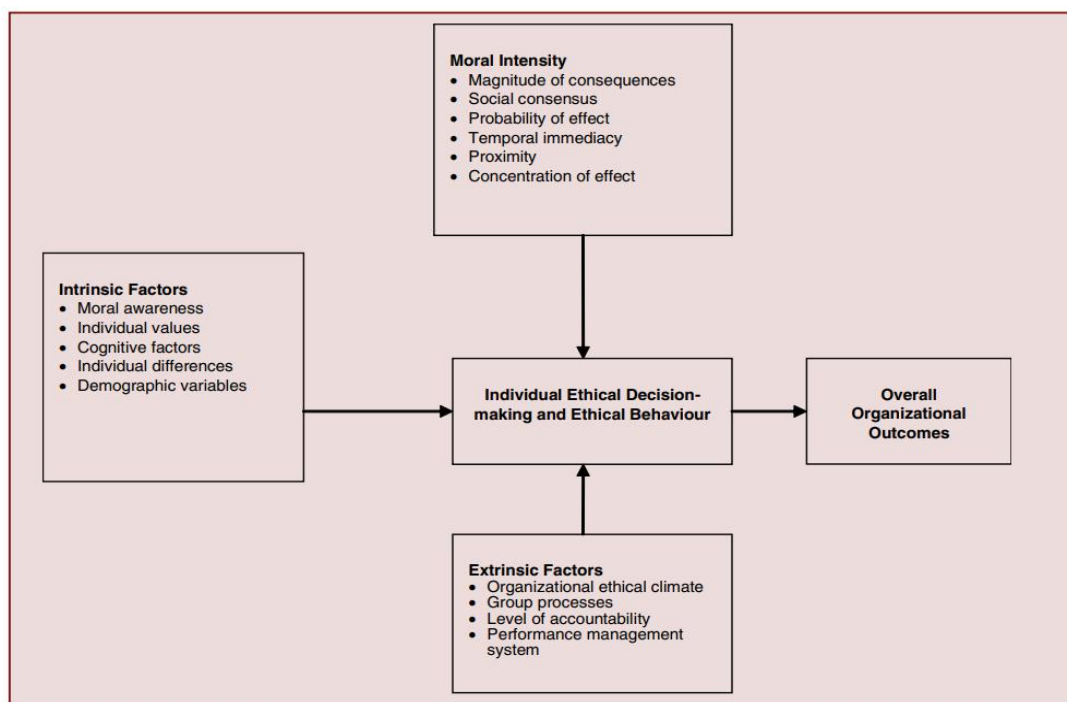 Moral Intensity
• Magnitude of consequences
• Social consensus
• Probability of effect
• Temporal immediacy
• Proximity
• Concentration of effect
Intrinsic Factors
• Moral awareness
• Individual values
• Cognitive factors
• Individual differences
• Demographic variables
Individual Ethical Decision-
making and Ethical Behaviour
Overall
Organizational
Outcomes
Extrinsic Factors
• Organizational ethical climate
• Group processes
• Level of accountability
• Performance management
system